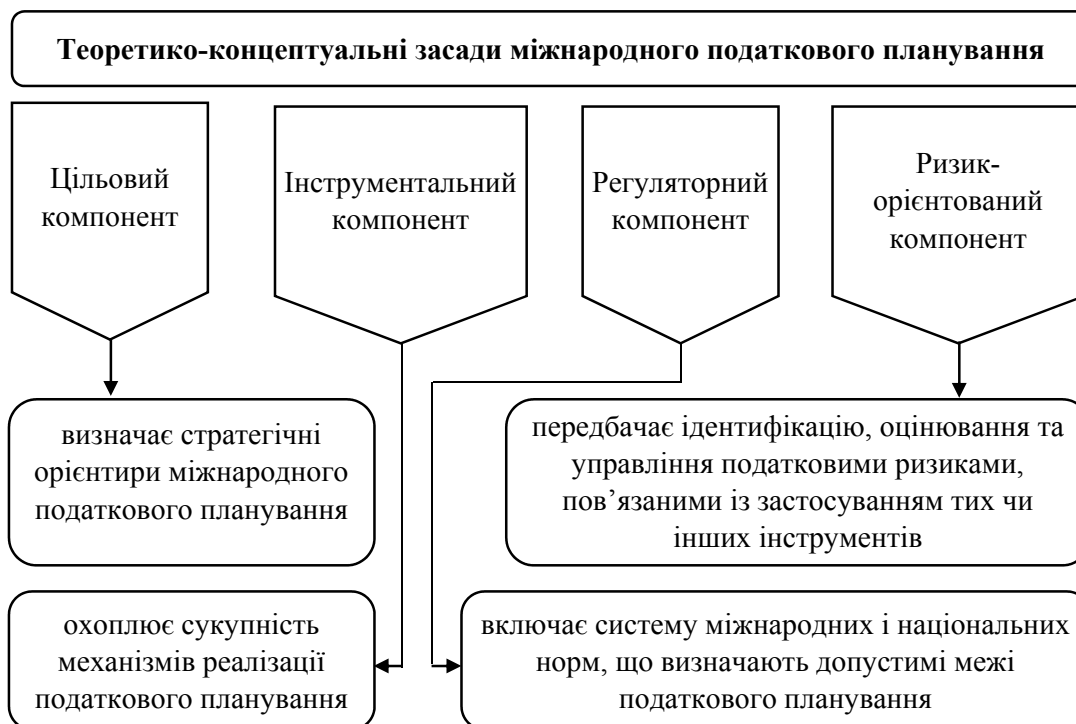 Теоретико-концептуальні засади міжнародного податкового планування
Цільовий
компонент
Інструментальний
компонент
Регуляторний
компонент
Ризик-
орієнтований
компонент
визначає стратегічні
орієнтири міжнародного
податкового планування
передбачає ідентифікацію, оцінювання та
управління податковими ризиками,
пов’язаними із застосуванням тих чи
інших інструментів
охоплює сукупність
механізмів реалізації
податкового планування
включає систему міжнародних і національних
норм, що визначають допустимі межі
податкового планування